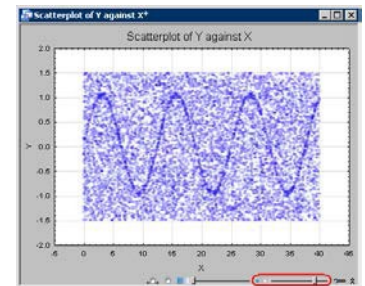 Scatterplot of Y against X*
Scatterplot of Y against X
2.0
1.5
1.0
0.5
0.0
-0.5
-1.0
-1.5
-2.0
Y
-5 0 5 10 15 20 25 30 35 40 45
X